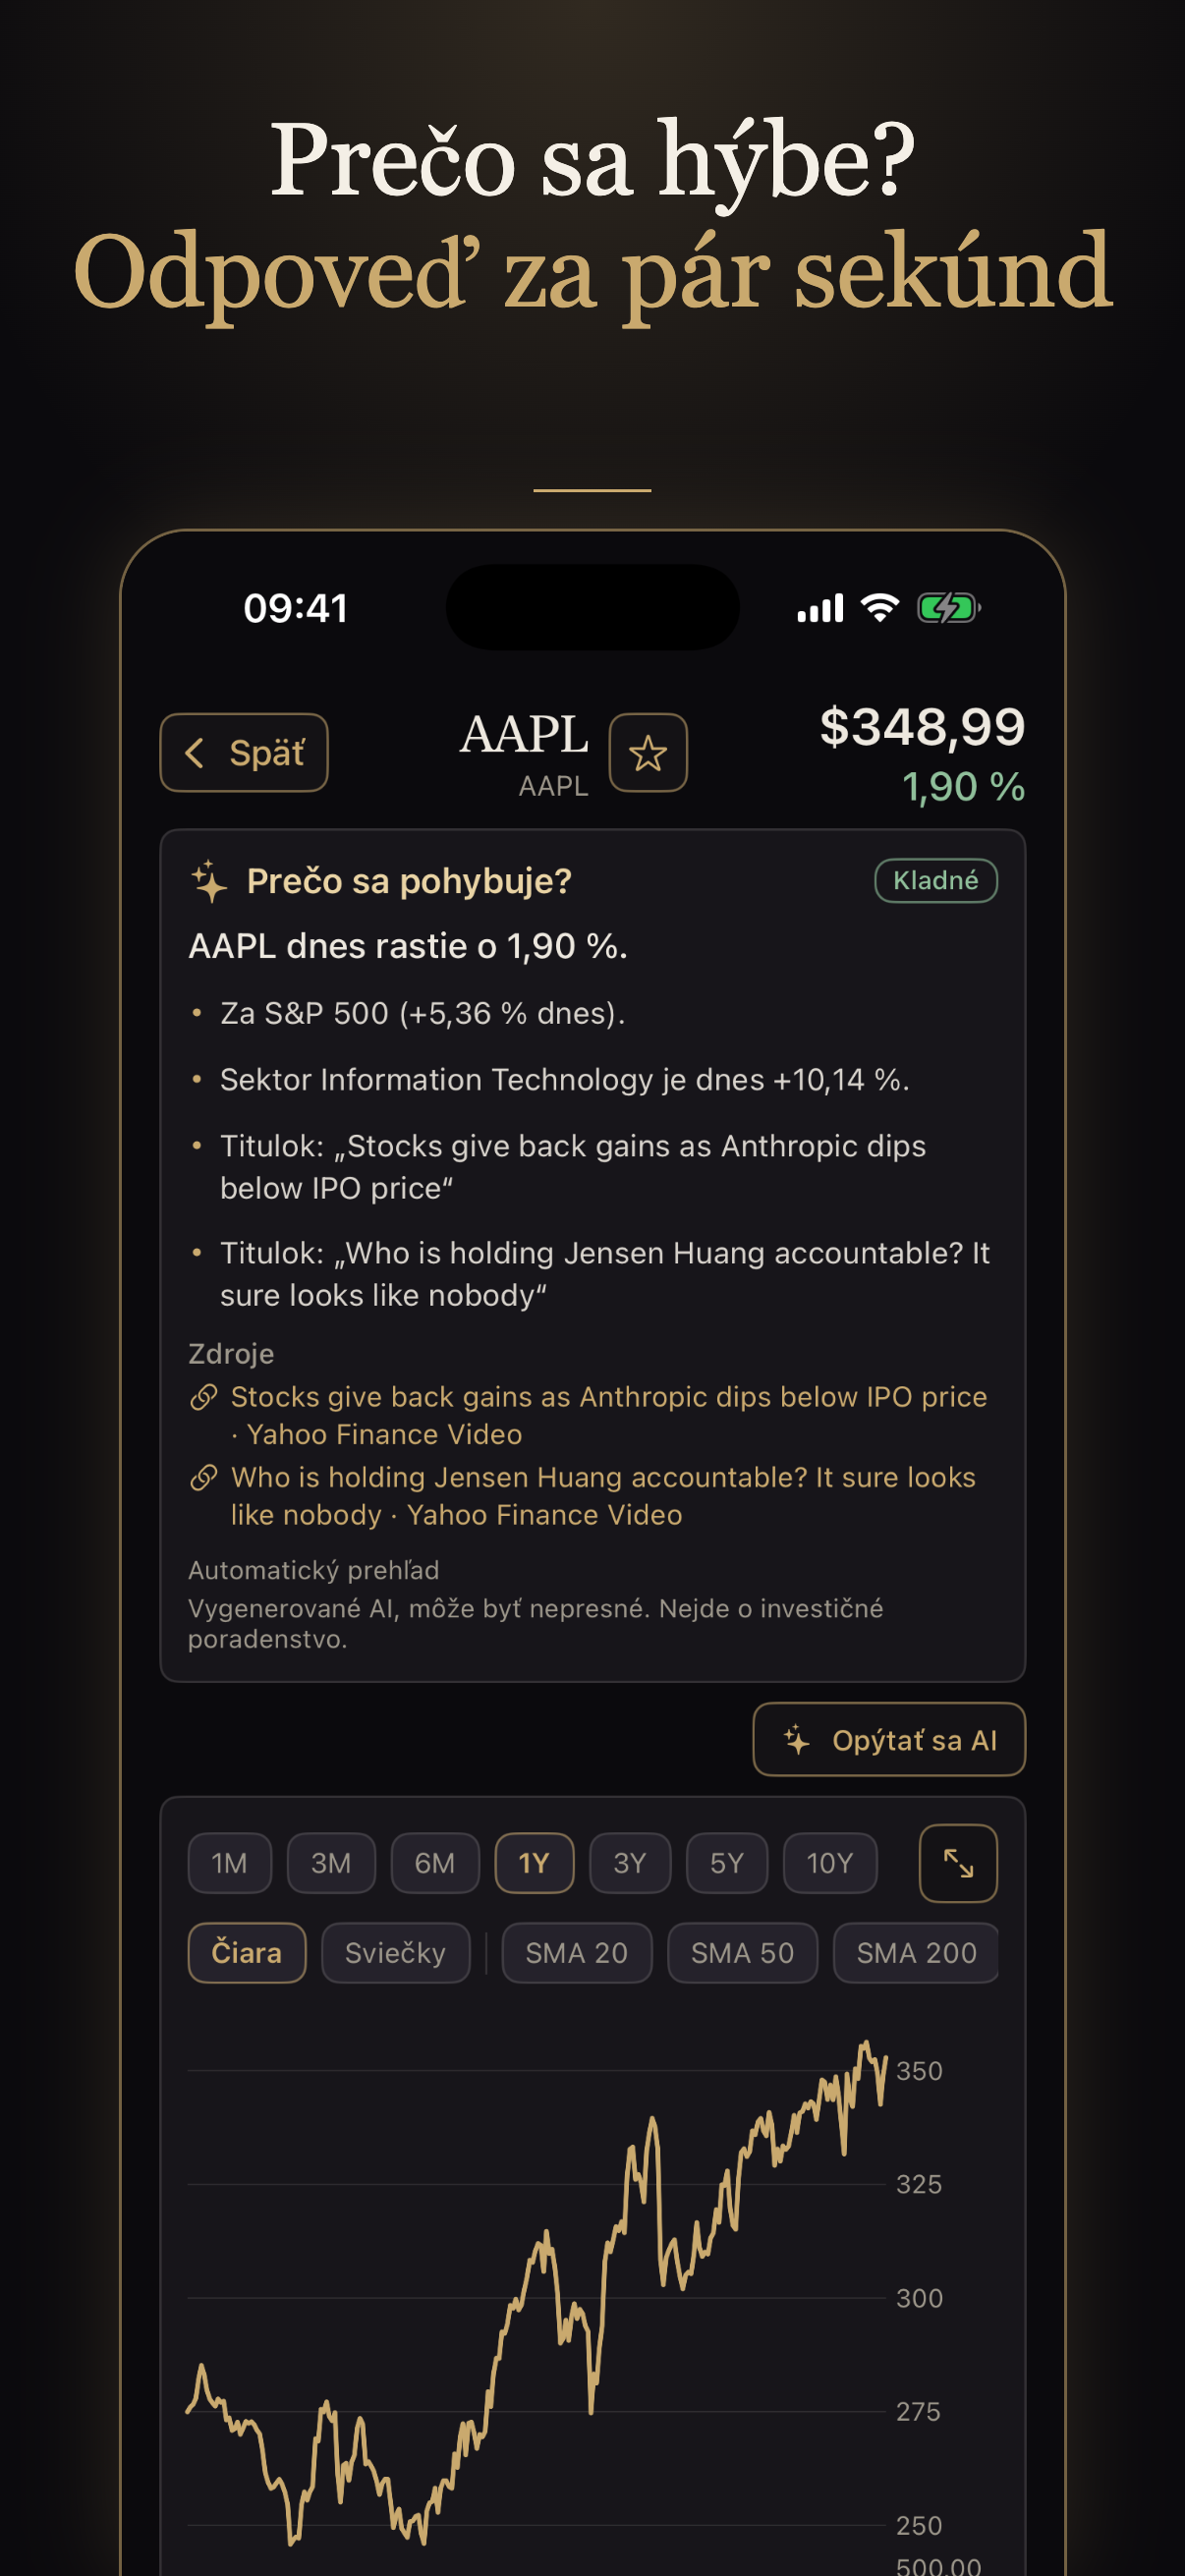 Prečo sa hýbe?
Odpoveď za pár sekúnd
09:41
Späť
AAPL
AAPL
$348,99
1,90 %
Prečo sa pohybuje?
Kladné
AAPL dnes rastie o 1,90 %.
• Za S&P 500 (+5,36 % dnes).
• Sektor Information Technology je dnes +10,14 %.
• Titulok: „Stocks give back gains as Anthropic dips
below IPO price“
• Titulok: „Who is holding Jensen Huang accountable? It
sure looks like nobody“
Zdroje
Stocks give back gains as Anthropic dips below IPO price
· Yahoo Finance Video
Who is holding Jensen Huang accountable? It sure looks
like nobody · Yahoo Finance Video
Automatický prehľad
Vygenerované AI, môže byť nepresné. Nejde o investičné
poradenstvo.
Opýtať sa AI
1M 3M 6M 1Y 3Y 5Y 10Y
Čiara Sviečky SMA 20 SMA 50 SMA 200
350
325
300
275
250
500.00